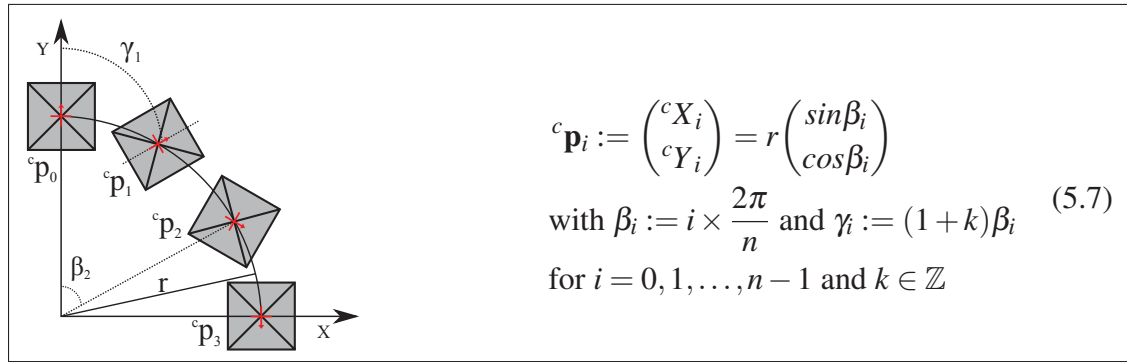 Y
γ₁
ᶜp₀
ᶜp₁
ᶜp₂
β₂
r
ᶜp₃
X
ᶜ𝐩ᵢ := (ᶜXᵢ ᶜYᵢ) = r (sinβᵢ cosβᵢ)
with βᵢ := i × 2π/n and γᵢ := (1 + k)βᵢ (5.7)
for i = 0, 1, . . . , n − 1 and k ∈ ℤ